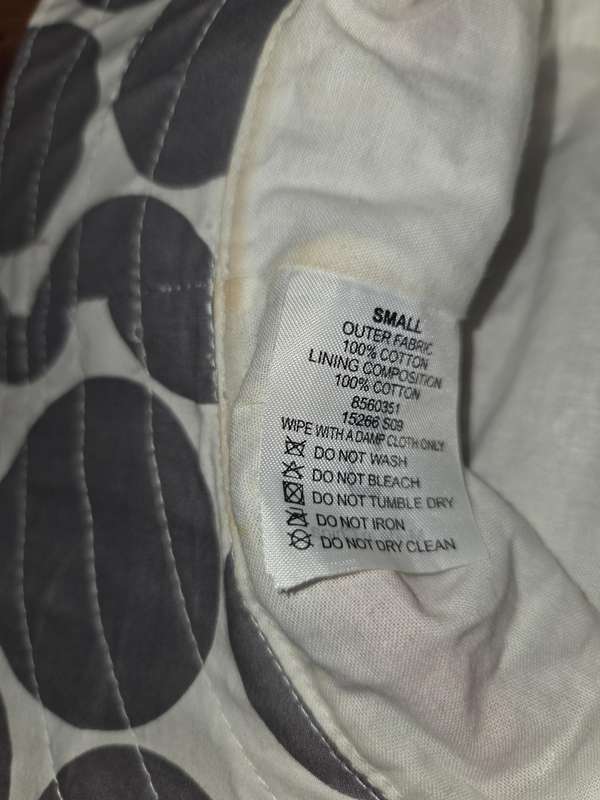 SMALL
OUTER FABRIC
100% COTTON
LINING COMPOSITION
100% COTTON
8560351
15266 S09
WIPE WITH A DAMP CLOTH ONLY
DO NOT WASH
DO NOT BLEACH
DO NOT TUMBLE DRY
DO NOT IRON
DO NOT DRY CLEAN